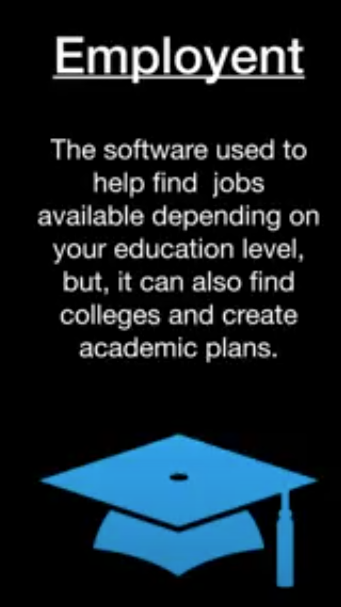 Employent
The software used to
help find  jobs
available depending on
your education level,
but, it can also find
colleges and create
academic plans.